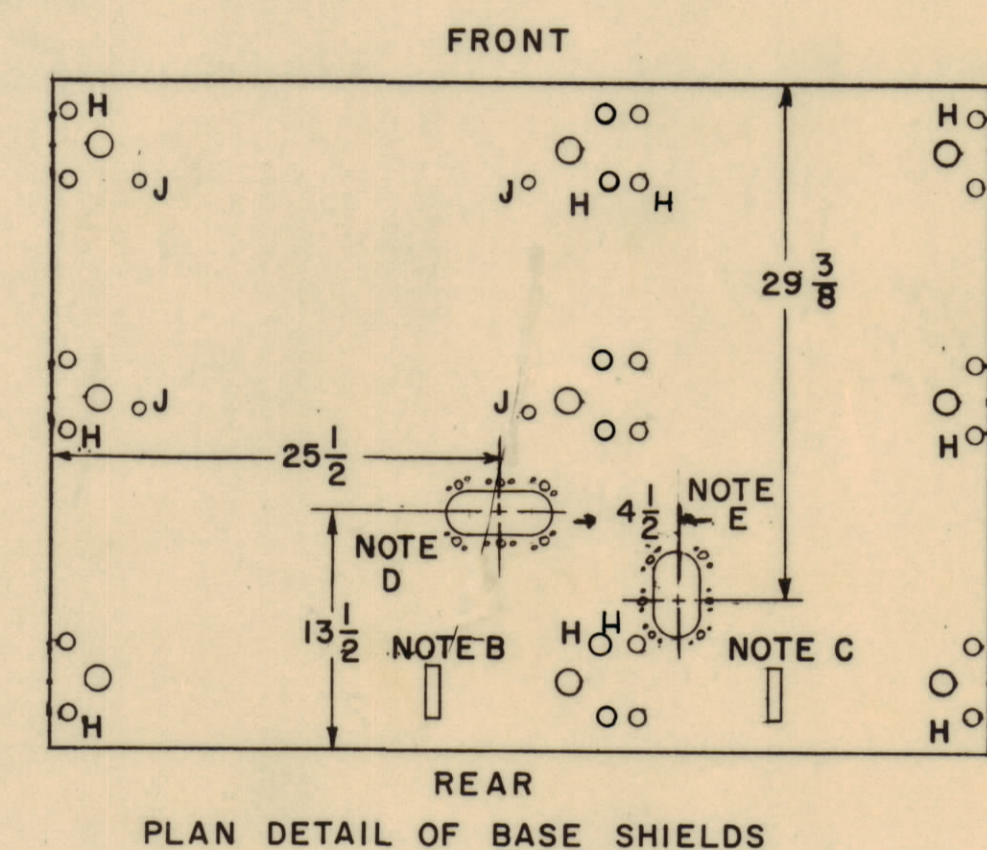 FRONT
H
H
J
J
H
H
29 3/8
J
J
H
H
25 1/2
4 1/2
NOTE
E
NOTE
D
13 1/2
H
H
NOTE B
NOTE C
H
H
REAR
PLAN DETAIL OF BASE SHIELDS